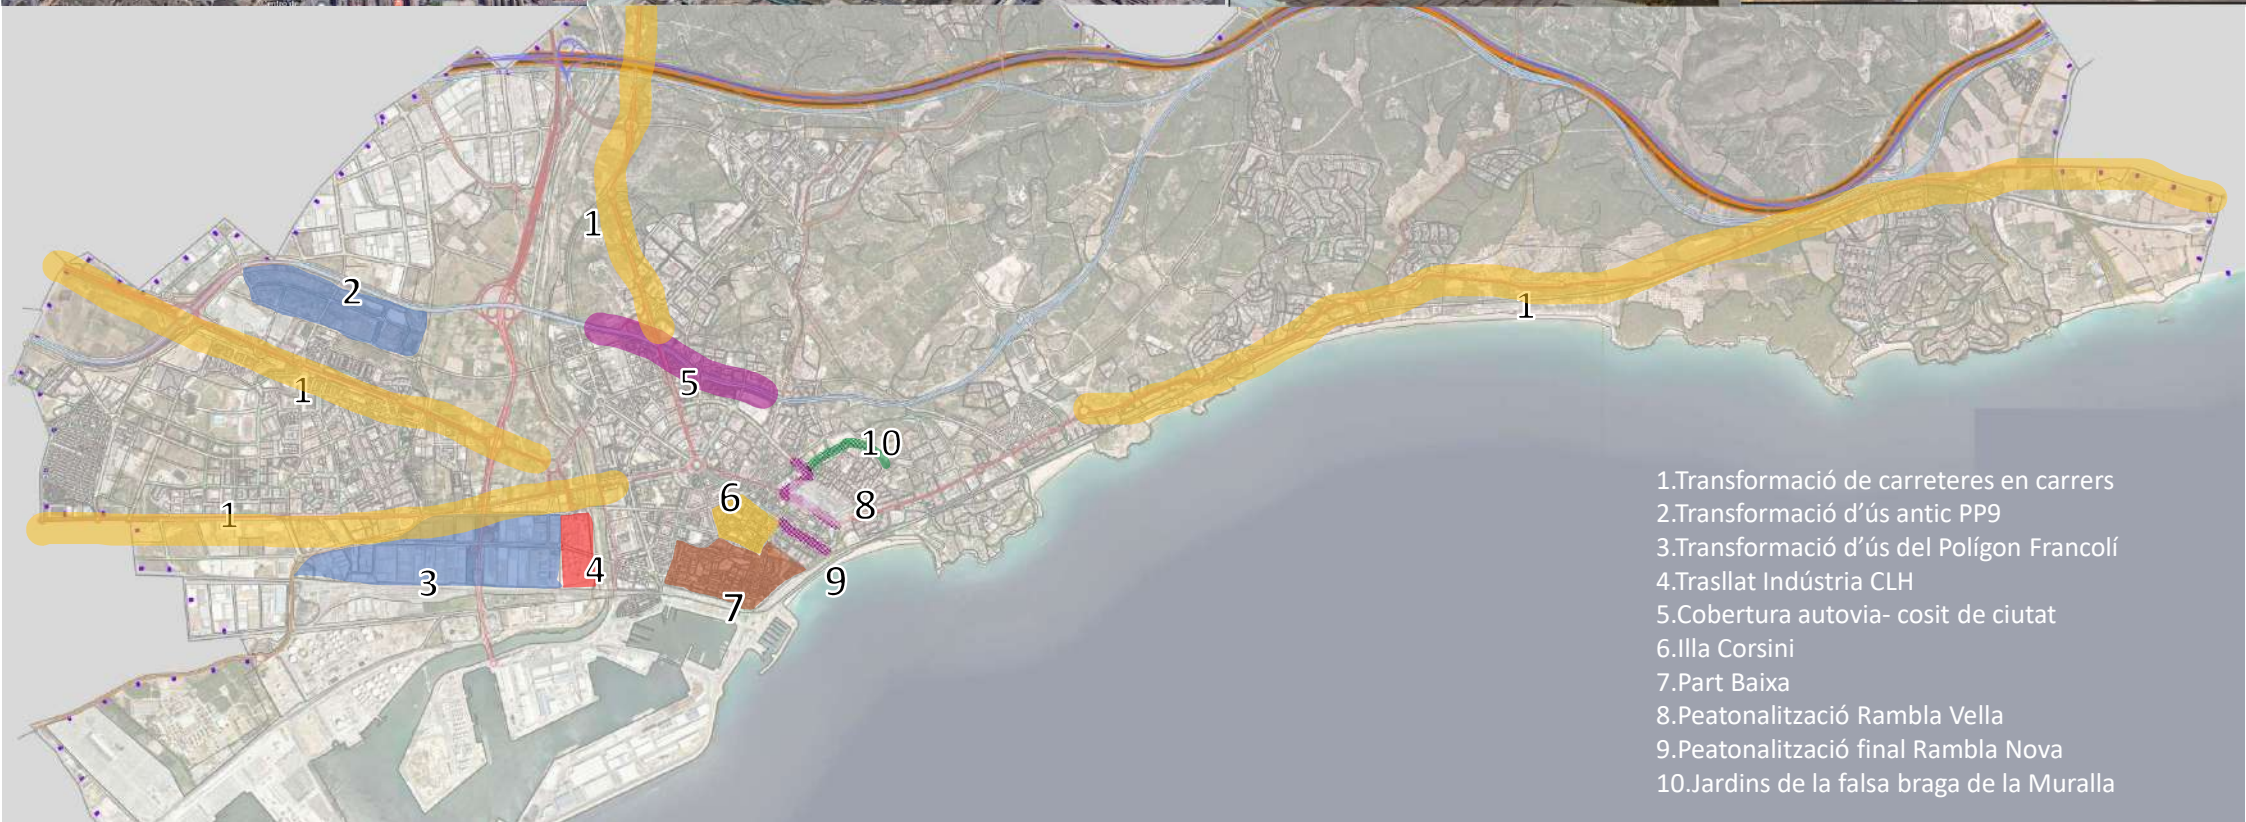 entro de
1
2
1
5
1
10
6
8
1
4
3
9
7
1.Transformació de carreteres en carrers
2.Transformació d'ús antic PP9
3.Transformació d'ús del Polígon Francolí
4.Trasllat Indústria CLH
5.Cobertura autovia- cosit de ciutat
6.Illa Corsini
7.Part Baixa
8.Peatonalització Rambla Vella
9.Peatonalització final Rambla Nova
10.Jardins de la falsa braga de la Muralla